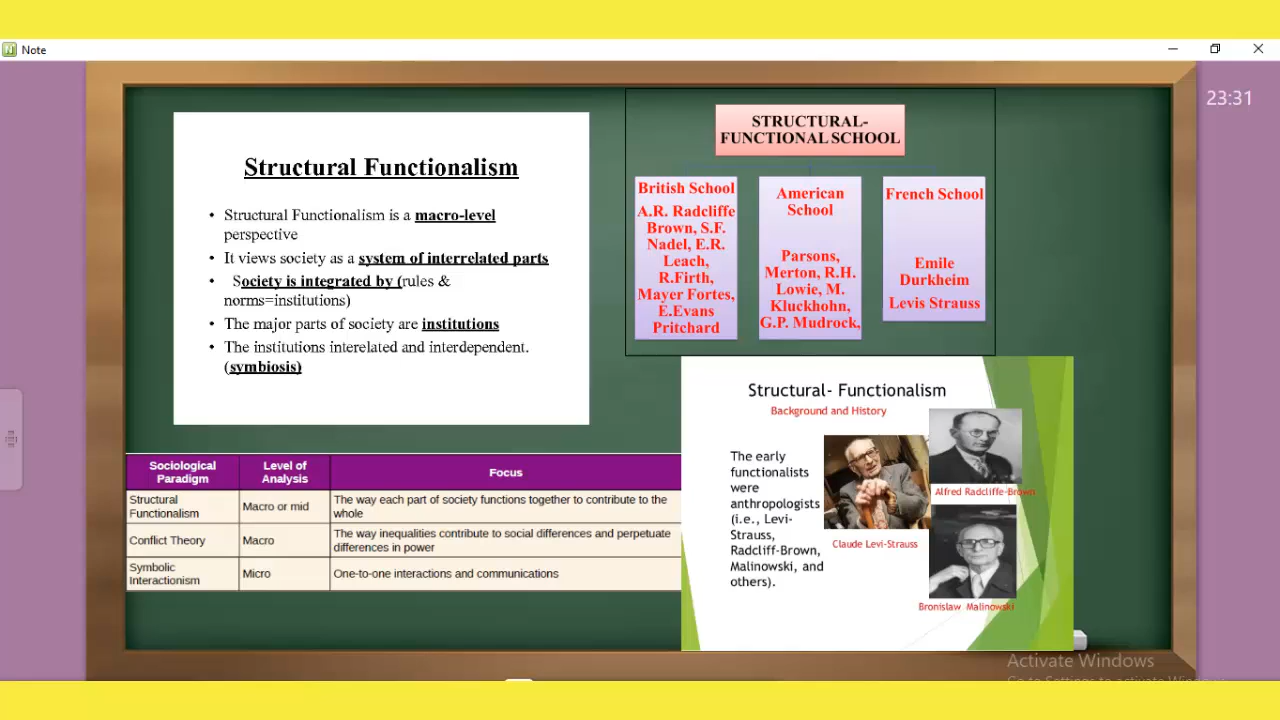 Note
23:31
Structural Functionalism
• Structural Functionalism is a macro-level
perspective
• It views society as a system of interrelated parts
• Society is integrated by (rules &
norms=institutions)
• The major parts of society are institutions
• The institutions interrelated and interdependent.
(symbiosis)
STRUCTURAL-
FUNCTIONAL SCHOOL
British School
A.R. Radcliffe
Brown, S.F.
Nadel, E.R.
Leach,
R.Firth,
Mayer Fortes,
E.Evans
Pritchard
American
School
Parsons,
Merton, R.H.
Lowie, M.
Kluckhohn,
G.P. Mudrock,
French School
Emile
Durkheim
Levis Strauss
Sociological
Paradigm
Level of
Analysis
Focus
Structural
Functionalism
Macro or mid
The way each part of society functions together to contribute to the
whole
Conflict Theory
Macro
The way inequalities contribute to social differences and perpetuate
differences in power
Symbolic
Interactionism
Micro
One-to-one interactions and communications
Structural- Functionalism
Background and History
The early
functionalists
were
anthropologists
(i.e., Levi-
Strauss,
Radcliff-Brown,
Malinowski, and
others).
Claude Levi-Strauss
Alfred Radcliffe-Brown
Bronislaw Malinowski
Activate Windows
Go to Settings to activate Windows.